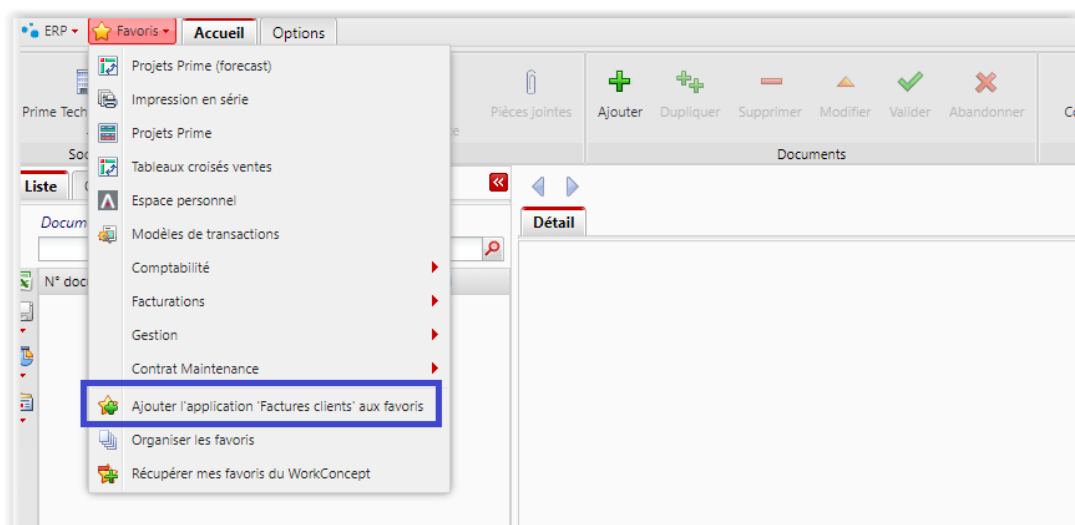 ERP Favoris Accueil Options
Projets Prime (forecast)
Impression en série
Projets Prime
Tableaux croisés ventes
Espace personnel
Modèles de transactions
Comptabilité
Facturations
Gestion
Contrat Maintenance
Ajouter l'application 'Factures clients' aux favoris
Organiser les favoris
Récupérer mes favoris du WorkConcept
Prime Tech
Pièces jointes Ajouter Dupliquer Supprimer Modifier Valider Abandonner
Soc
Documents
Liste
Détail
Docum
N° doc